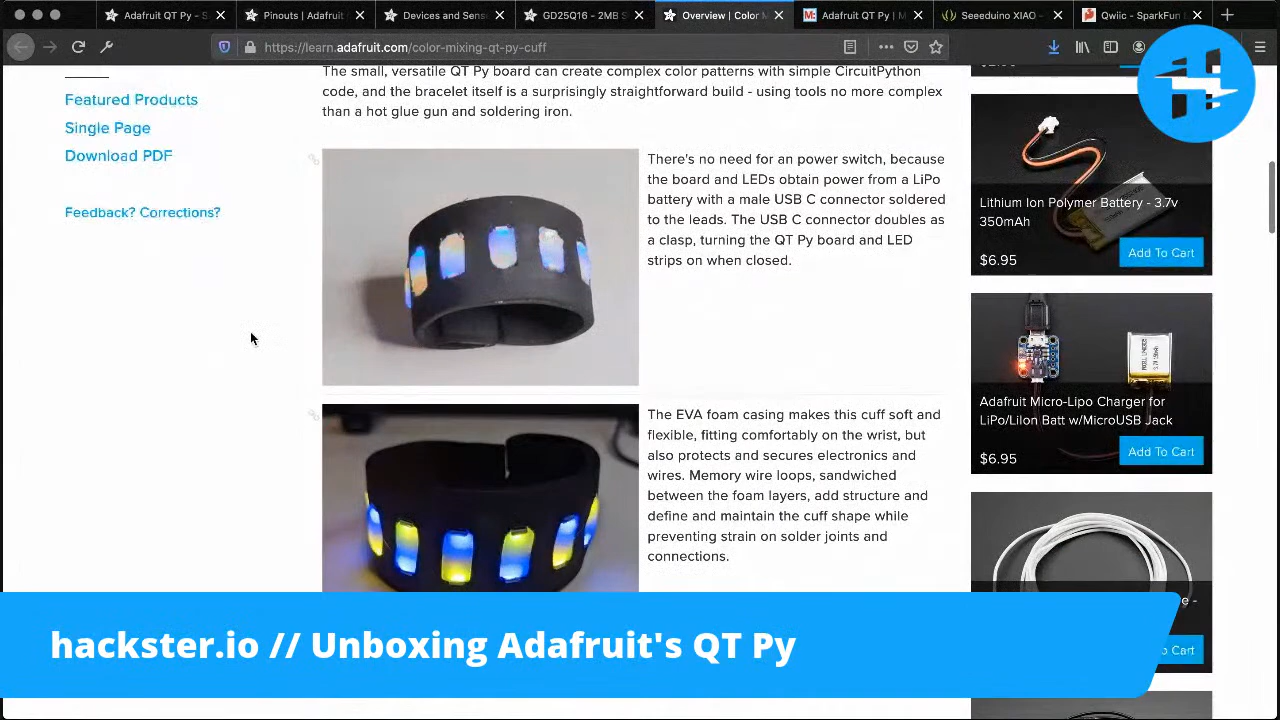 Adafruit QT Py - S
Pinouts | Adafruit
Devices and Sens
GD25Q16 - 2MB S
Overview | Color M
Adafruit QT Py | M
Seeeduino XIAO -
Qwiic - SparkFun E
https://learn.adafruit.com/color-mixing-qt-py-cuff
Featured Products
Single Page
Download PDF
Feedback? Corrections?
The small, versatile QT Py board can create complex color patterns with simple CircuitPython
code, and the bracelet itself is a surprisingly straightforward build - using tools no more complex
than a hot glue gun and soldering iron.
There's no need for an power switch, because
the board and LEDs obtain power from a LiPo
battery with a male USB C connector soldered
to the leads. The USB C connector doubles as
a clasp, turning the QT Py board and LED
strips on when closed.
The EVA foam casing makes this cuff soft and
flexible, fitting comfortably on the wrist, but
also protects and secures electronics and
wires. Memory wire loops, sandwiched
between the foam layers, add structure and
define and maintain the cuff shape while
preventing strain on solder joints and
connections.
Lithium Ion Polymer Battery - 3.7v
350mAh
$6.95
Add To Cart
Adafruit Micro-Lipo Charger for
LiPo/LiIon Batt w/MicroUSB Jack
$6.95
Add To Cart
e -
Cart
hackster.io // Unboxing Adafruit's QT Py